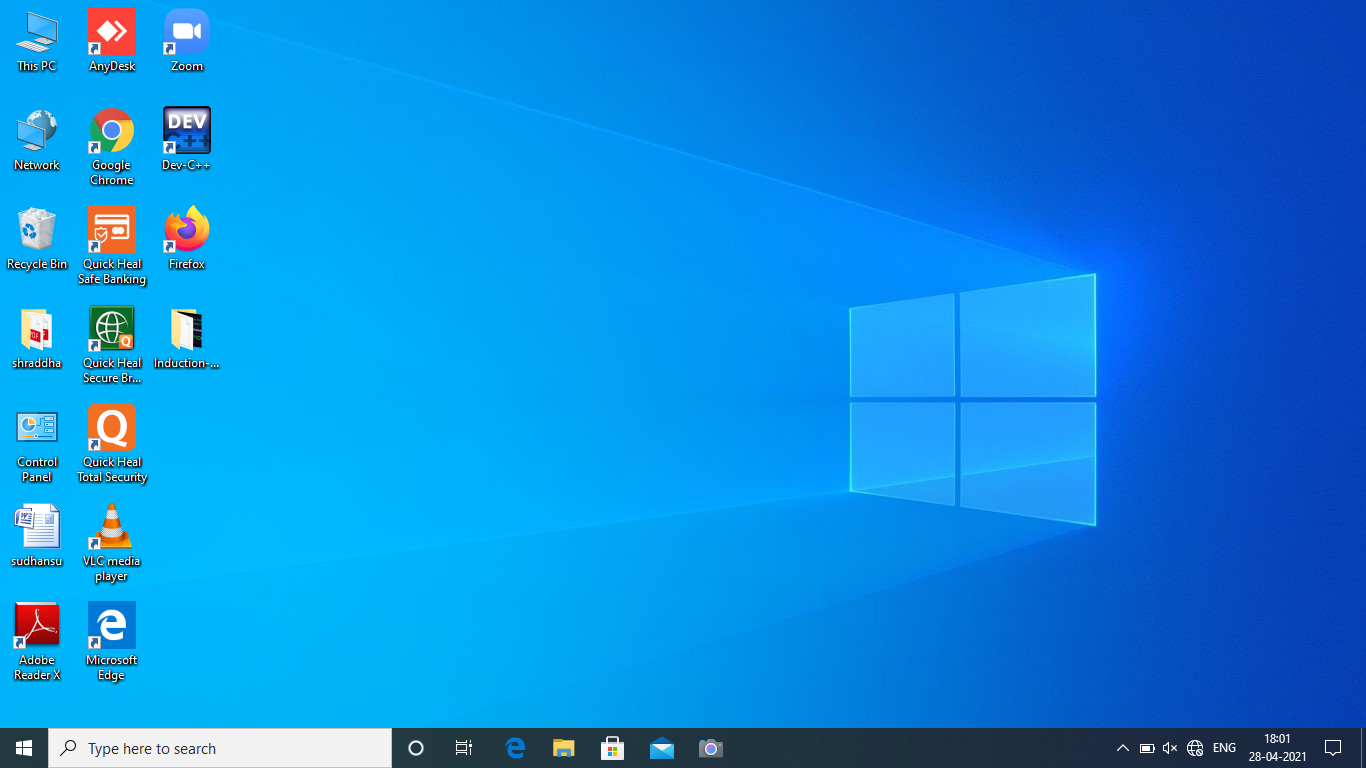 This PC
AnyDesk
Zoom
Network
Google
Chrome
DEV
C++
Dev-C++
Recycle Bin
Quick Heal
Safe Banking
Firefox
shraddha
PDF
Quick Heal
Secure Br...
Induction-...
Control
Panel
Quick Heal
Total Security
sudhansu
VLC media
player
Adobe
Reader X
Microsoft
Edge
Type here to search
ENG
18:01
28-04-2021